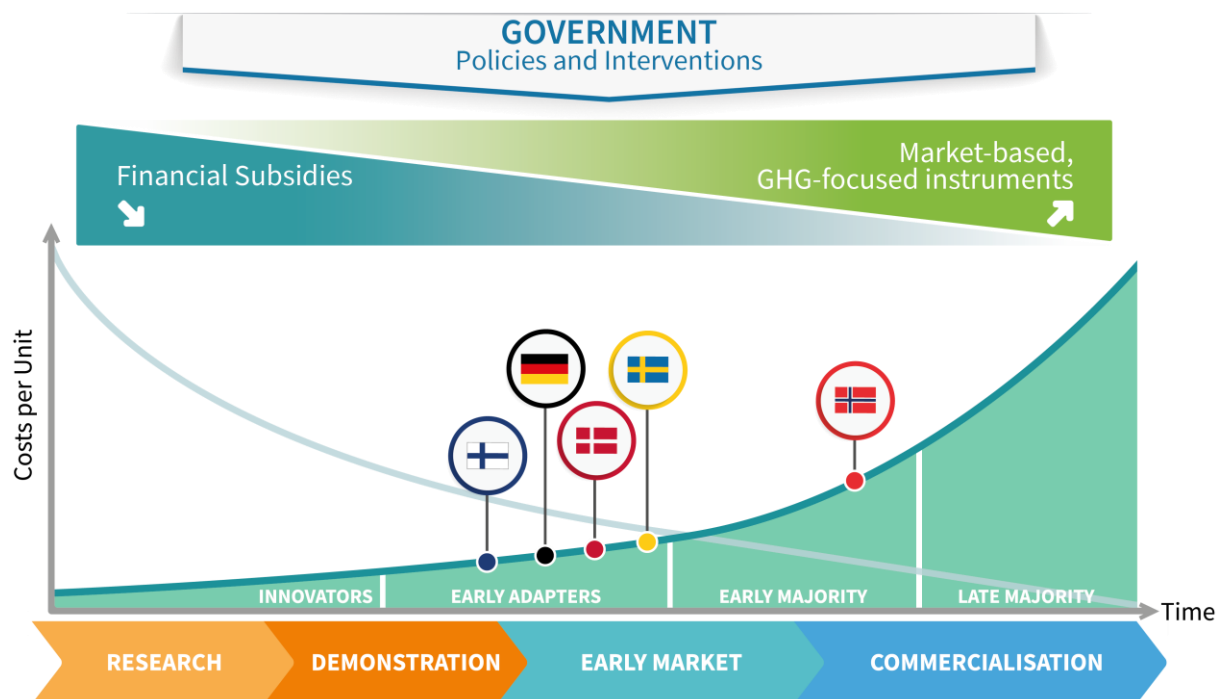 GOVERNMENT
Policies and Interventions
Financial Subsidies
Market-based,
GHG-focused instruments
Costs per Unit
INNOVATORS
EARLY ADAPTERS
EARLY MAJORITY
LATE MAJORITY
Time
RESEARCH
DEMONSTRATION
EARLY MARKET
COMMERCIALISATION